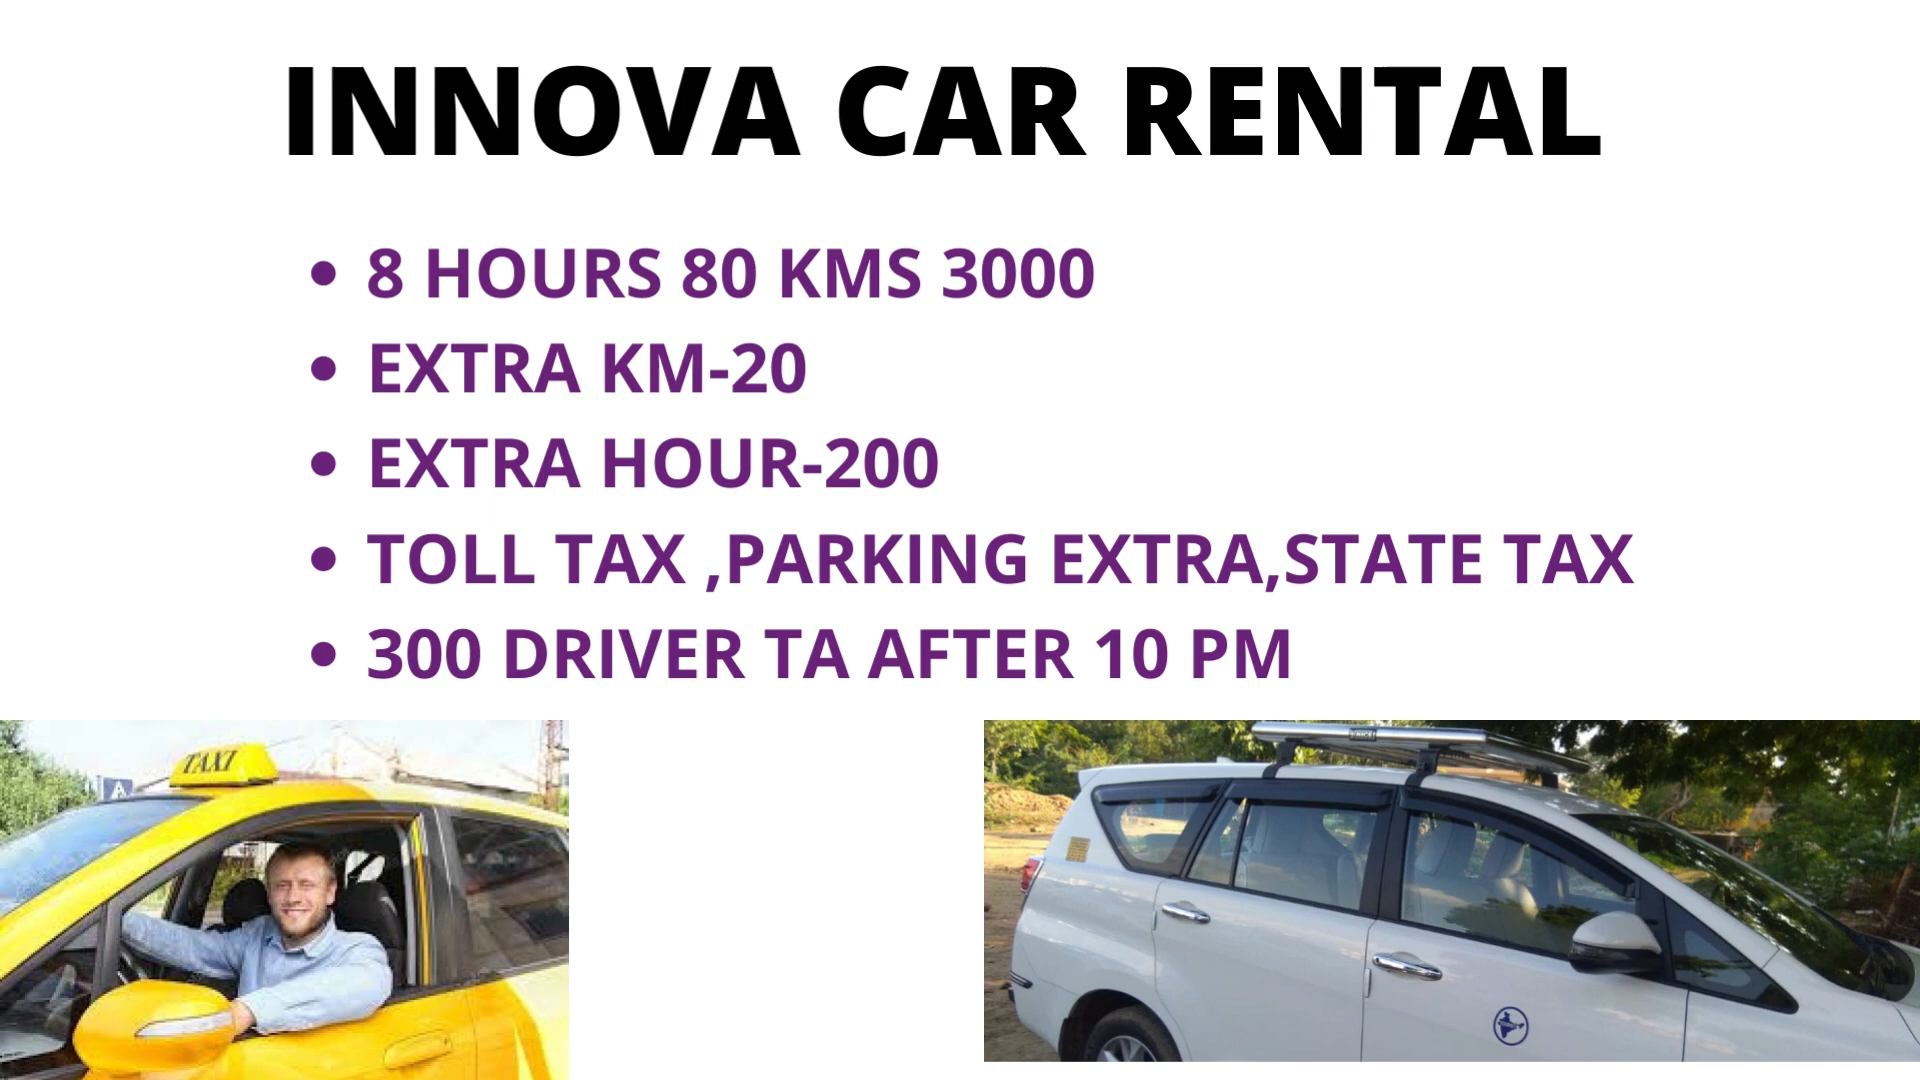 INNOVA CAR RENTAL
8 HOURS 80 KMS 3000
EXTRA KM-20
EXTRA HOUR-200
TOLL TAX ,PARKING EXTRA,STATE TAX
300 DRIVER TA AFTER 10 PM
TAXI